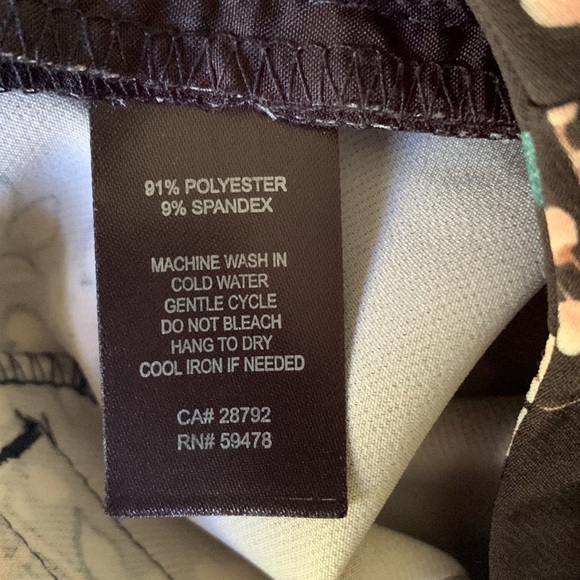 91% POLYESTER
9% SPANDEX
MACHINE WASH IN
COLD WATER
GENTLE CYCLE
DO NOT BLEACH
HANG TO DRY
COOL IRON IF NEEDED
CA# 28792
RN# 59478